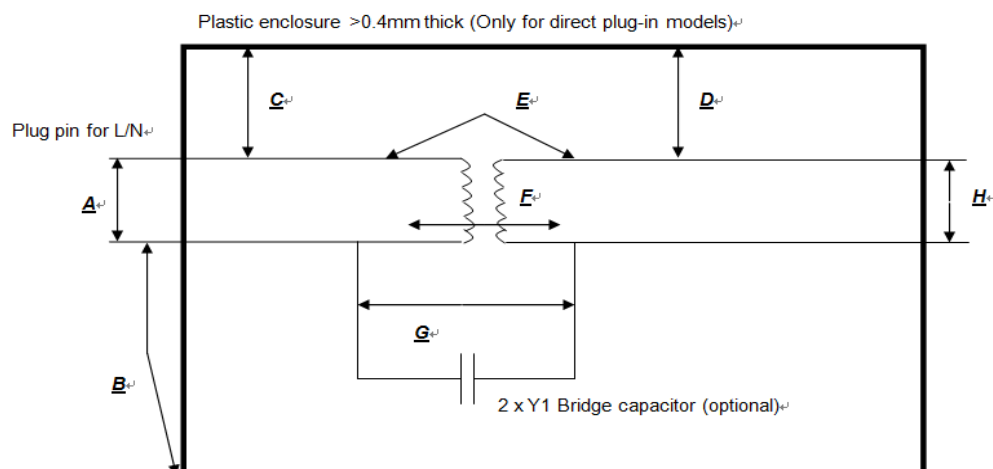 Plastic enclosure >0.4mm thick (Only for direct plug-in models)↵
C↵
E↵
D↵
Plug pin for L/N↵
A↵
F↵
H↵
G↵
B↵
2 x Y1 Bridge capacitor (optional)↵